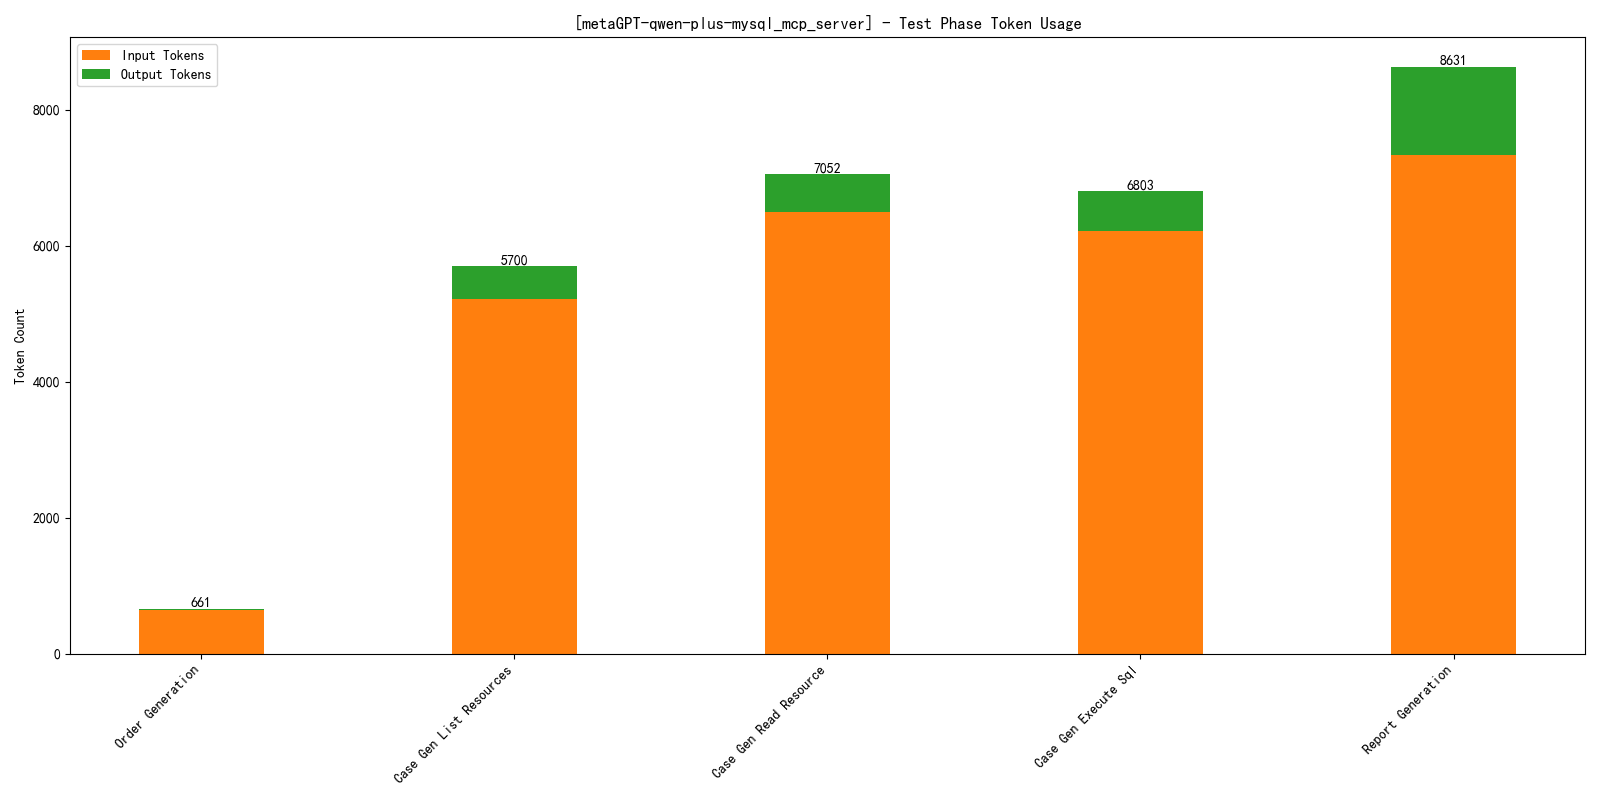 [metaGPT-qwen-plus-mysql_mcp_server] - Test Phase Token Usage
Input Tokens
Output Tokens
Token Count
8000
6000
4000
2000
0
661
5700
7052
6803
8631
Order Generation
Case Gen List Resources
Case Gen Read Resource
Case Gen Execute Sql
Report Generation